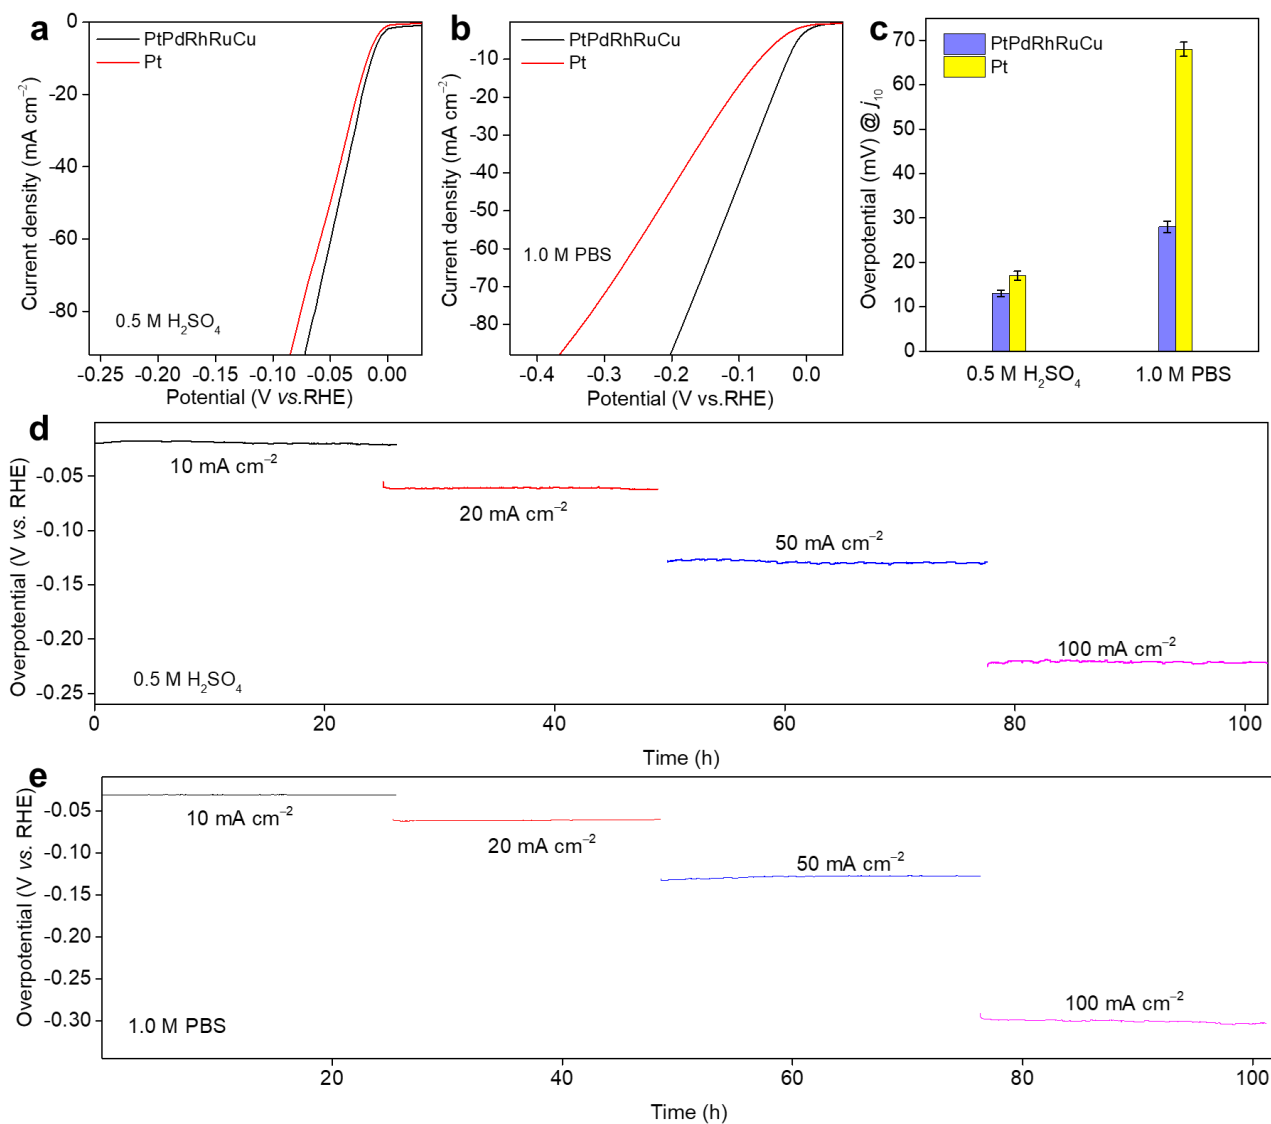 a
0
-20
-40
-60
-80
Current density (mA cm⁻²)
PtPdRhRuCu
Pt
0.5 M H₂SO₄
-0.25 -0.20 -0.15 -0.10 -0.05 0.00
Potential (V vs.RHE)
b
-10
-20
-30
-40
-50
-60
-70
-80
Current density (mA cm⁻²)
PtPdRhRuCu
Pt
1.0 M PBS
-0.4 -0.3 -0.2 -0.1 0.0
Potential (V vs.RHE)
c
70
60
50
40
30
20
10
0
Overpotential (mV) @ j₁₀
PtPdRhRuCu
Pt
0.5 M H₂SO₄ 1.0 M PBS
d
-0.05
-0.10
-0.15
-0.20
-0.25
Overpotential (V vs. RHE)
10 mA cm⁻²
20 mA cm⁻²
50 mA cm⁻²
100 mA cm⁻²
0.5 M H₂SO₄
0 20 40 60 80 100
Time (h)
e
-0.05
-0.10
-0.15
-0.20
-0.25
-0.30
Overpotential (V vs. RHE)
10 mA cm⁻²
20 mA cm⁻²
50 mA cm⁻²
100 mA cm⁻²
1.0 M PBS
20 40 60 80 100
Time (h)